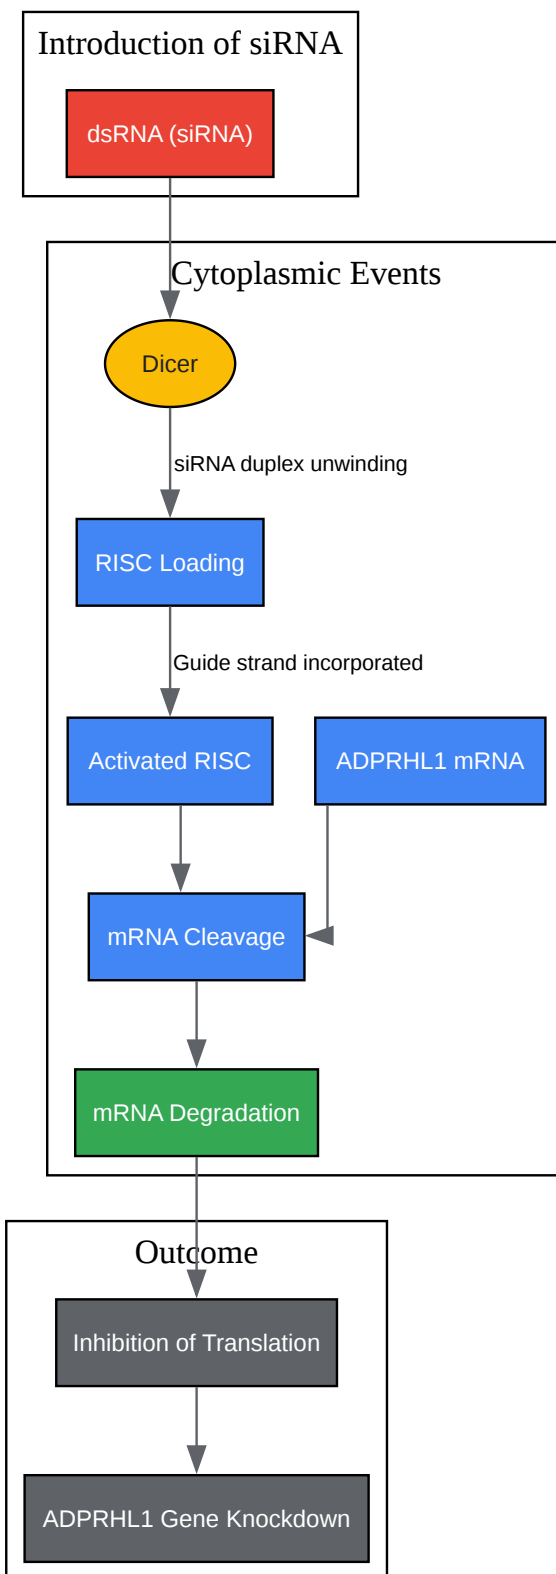 Introduction of siRNA
dsRNA (siRNA)
Cytoplasmic Events
Dicer
siRNA duplex unwinding
RISC Loading
Guide strand incorporated
Activated RISC
ADPRHL1 mRNA
mRNA Cleavage
mRNA Degradation
Outcome
Inhibition of Translation
ADPRHL1 Gene Knockdown